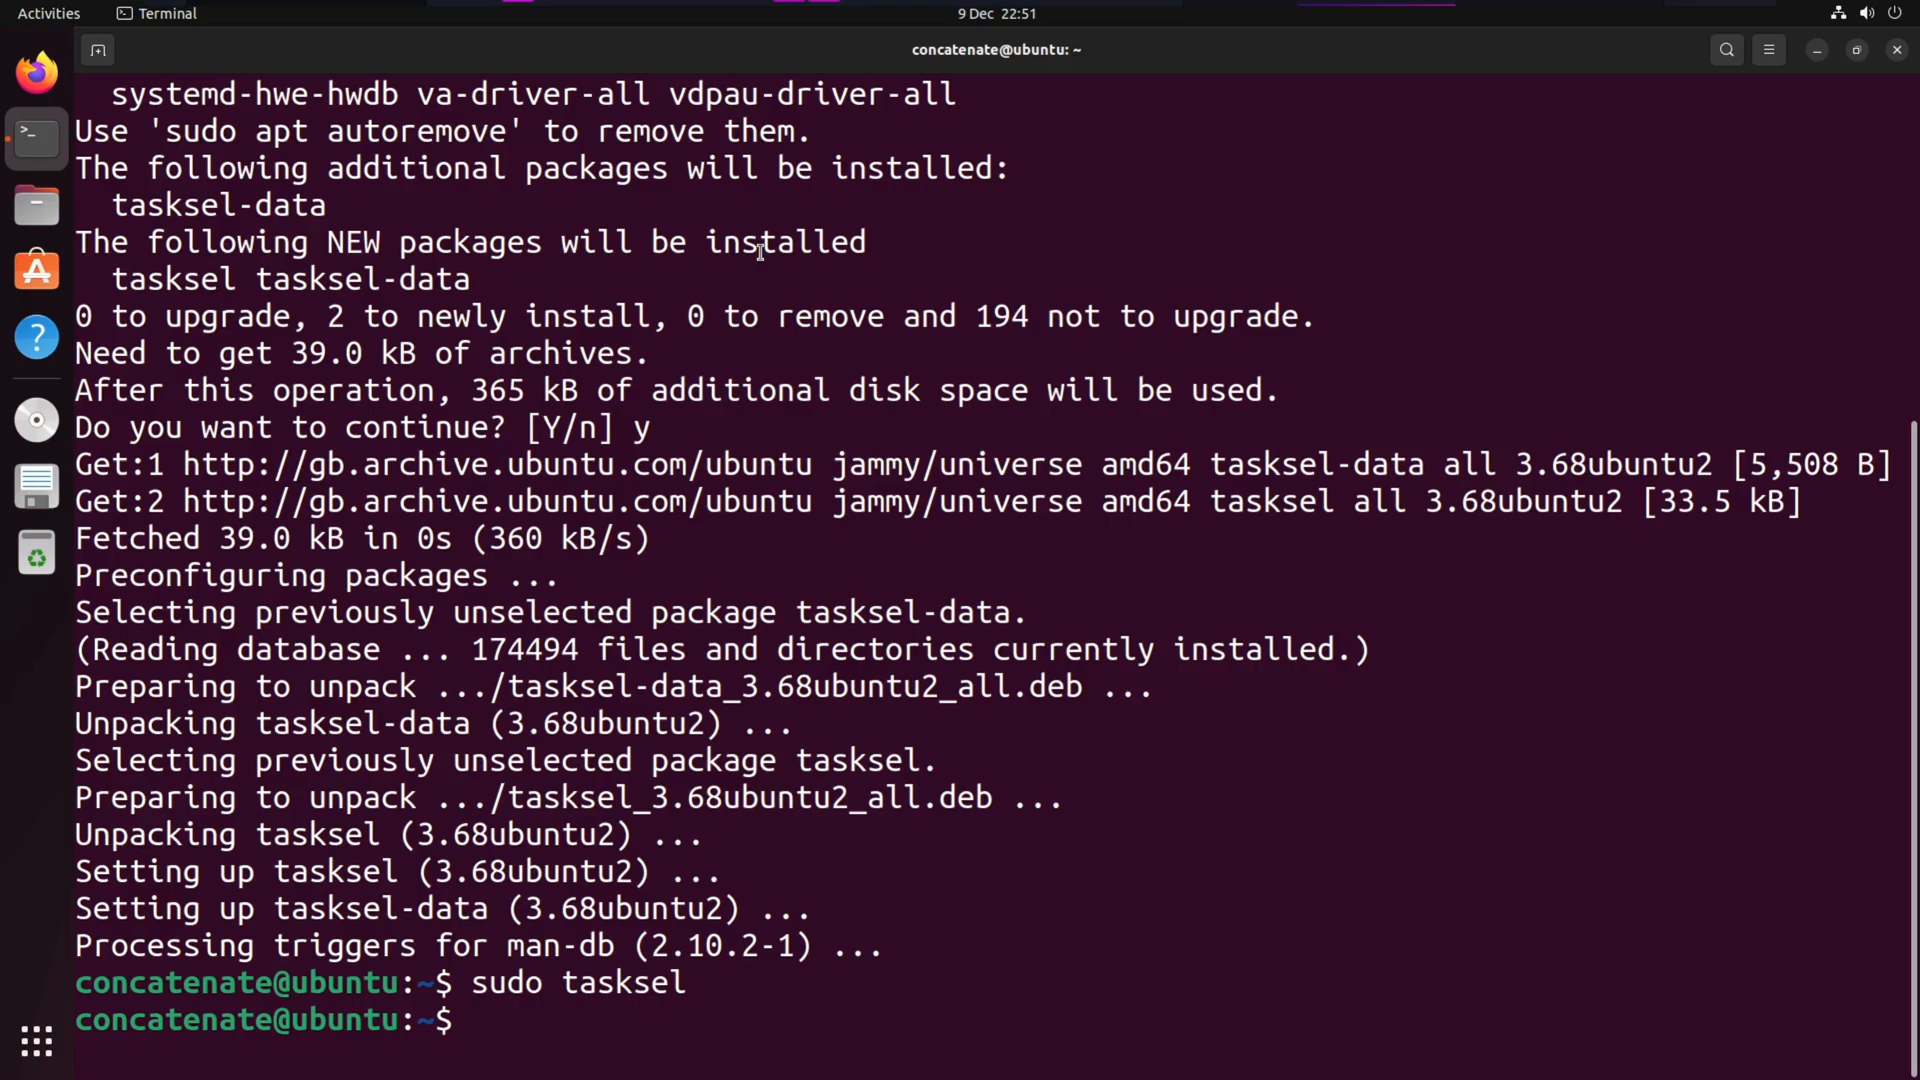 Activities
Terminal
9 Dec 22:51
concatenate@ubuntu: ~
systemd-hwe-hwdb va-driver-all vdpau-driver-all
Use 'sudo apt autoremove' to remove them.
The following additional packages will be installed:
tasksel-data
The following NEW packages will be installed
tasksel tasksel-data
0 to upgrade, 2 to newly install, 0 to remove and 194 not to upgrade.
Need to get 39.0 kB of archives.
After this operation, 365 kB of additional disk space will be used.
Do you want to continue? [Y/n] y
Get:1 http://gb.archive.ubuntu.com/ubuntu jammy/universe amd64 tasksel-data all 3.68ubuntu2 [5,508 B]
Get:2 http://gb.archive.ubuntu.com/ubuntu jammy/universe amd64 tasksel all 3.68ubuntu2 [33.5 kB]
Fetched 39.0 kB in 0s (360 kB/s)
Preconfiguring packages ...
Selecting previously unselected package tasksel-data.
(Reading database ... 174494 files and directories currently installed.)
Preparing to unpack .../tasksel-data_3.68ubuntu2_all.deb ...
Unpacking tasksel-data (3.68ubuntu2) ...
Selecting previously unselected package tasksel.
Preparing to unpack .../tasksel_3.68ubuntu2_all.deb ...
Unpacking tasksel (3.68ubuntu2) ...
Setting up tasksel (3.68ubuntu2) ...
Setting up tasksel-data (3.68ubuntu2) ...
Processing triggers for man-db (2.10.2-1) ...
concatenate@ubuntu:~$ sudo tasksel
concatenate@ubuntu:~$